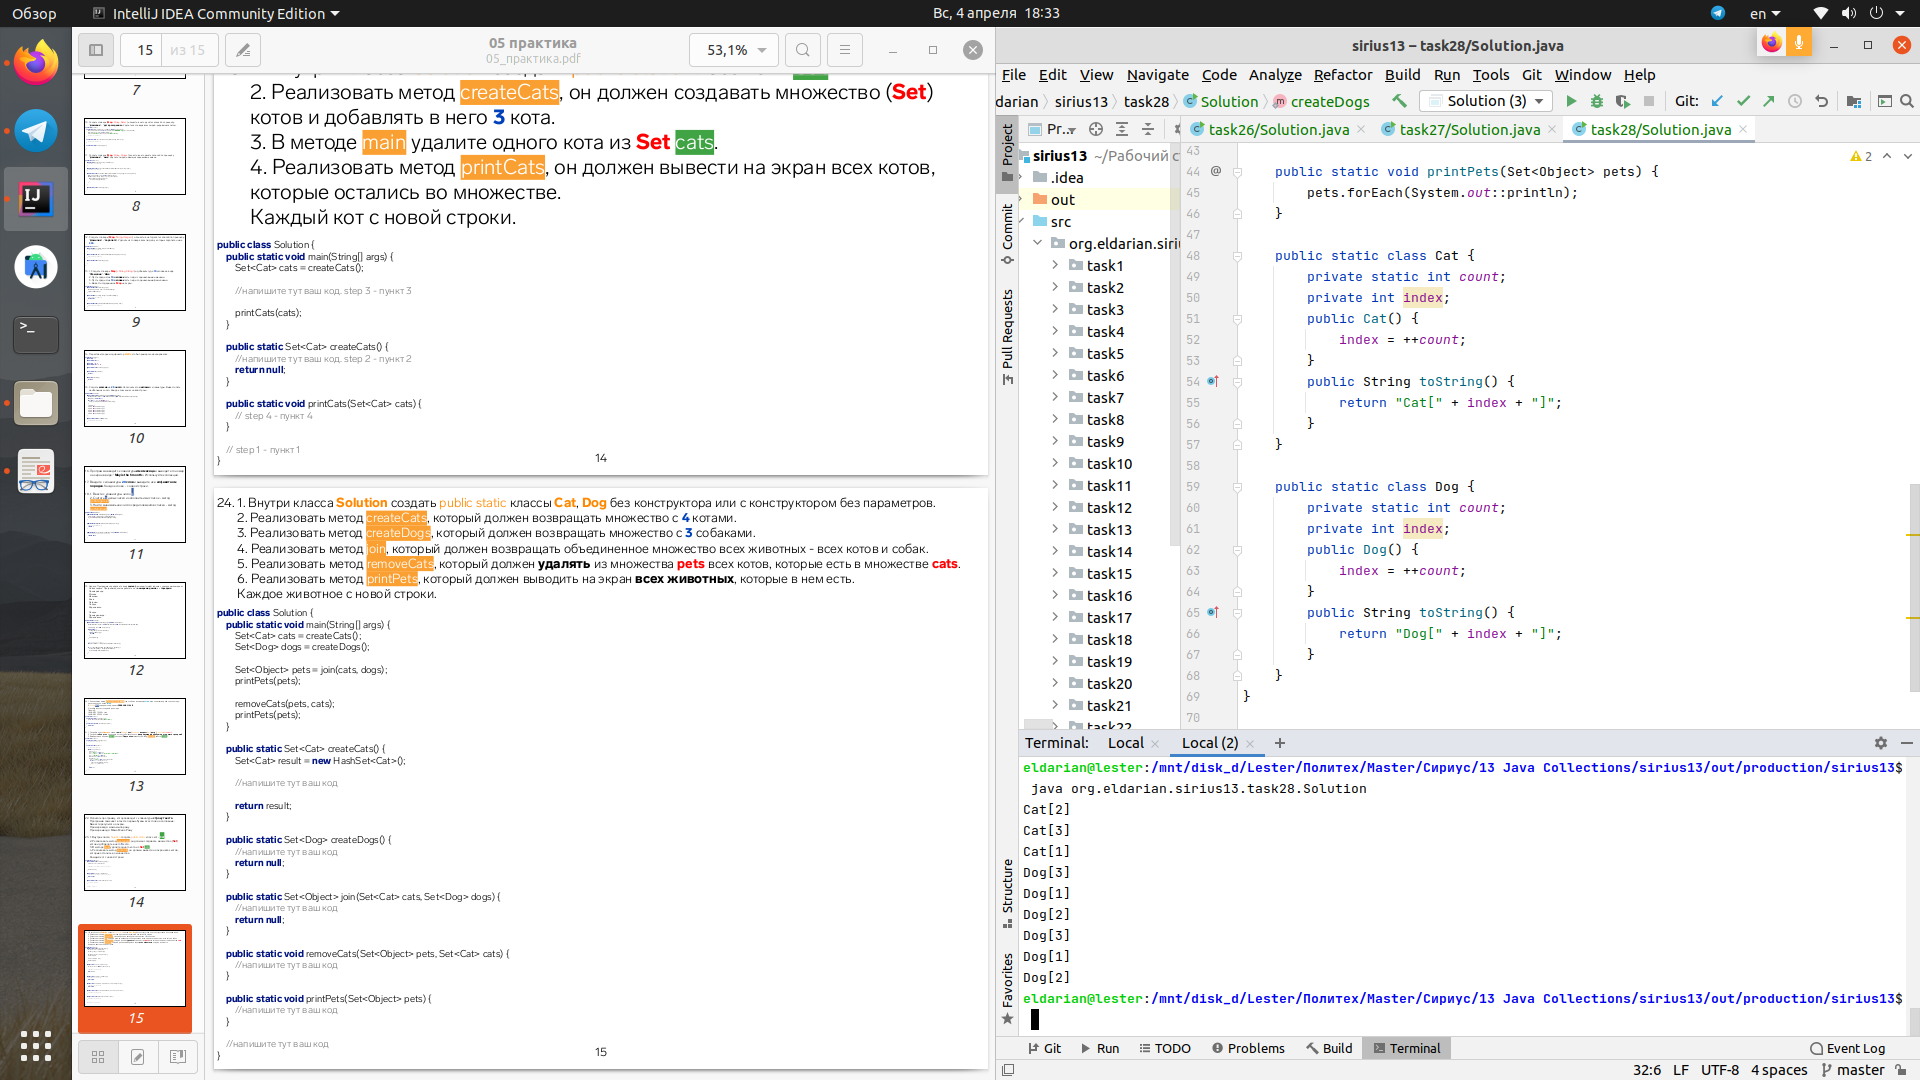 Обзор
IntelliJ IDEA Community Edition
Вс, 4 апреля 18:33
en
15
из 15
05 практика
05_практика.pdf
53,1%
7
8
9
10
11
12
13
14
15
2. Реализовать метод createCats, он должен создавать множество (Set)
котов и добавлять в него 3 кота.
3. В методе main удалите одного кота из Set cats.
4. Реализовать метод printCats, он должен вывести на экран всех котов,
которые остались во множестве.
Каждый кот с новой строки.
public class Solution {
public static void main(String[] args) {
Set<Cat> cats = createCats();
//напишите тут ваш код. step 3 - пункт 3
printCats(cats);
}
public static Set<Cat> createCats() {
//напишите тут ваш код. step 2 - пункт 2
return null;
}
public static void printCats(Set<Cat> cats) {
// step 4 - пункт 4
}
// step 1 - пункт 1
}
14
24. 1. Внутри класса Solution создать public static классы Cat, Dog без конструктора или с конструктором без параметров.
2. Реализовать метод createCats, который должен возвращать множество с 4 котами.
3. Реализовать метод createDogs, который должен возвращать множество с 3 собаками.
4. Реализовать метод join, который должен возвращать объединенное множество всех животных - всех котов и собак.
5. Реализовать метод removeCats, который должен удалять из множества pets всех котов, которые есть в множестве cats.
6. Реализовать метод printPets, который должен выводить на экран всех животных, которые в нем есть.
Каждое животное с новой строки.
public class Solution {
public static void main(String[] args) {
Set<Cat> cats = createCats();
Set<Dog> dogs = createDogs();
Set<Object> pets = join(cats, dogs);
printPets(pets);
removeCats(pets, cats);
printPets(pets);
}
public static Set<Cat> createCats() {
Set<Cat> result = new HashSet<Cat>();
//напишите тут ваш код
return result;
}
public static Set<Dog> createDogs() {
//напишите тут ваш код
return null;
}
public static Set<Object> join(Set<Cat> cats, Set<Dog> dogs) {
//напишите тут ваш код
return null;
}
public static void removeCats(Set<Object> pets, Set<Cat> cats) {
//напишите тут ваш код
}
public static void printPets(Set<Object> pets) {
//напишите тут ваш код
}
//напишите тут ваш код
}
15
sirius13 – task28/Solution.java
File Edit View Navigate Code Analyze Refactor Build Run Tools Git Window Help
darian sirius13 task28 Solution createDogs
Solution (3)
Git:
Project
Commit
Pull Requests
Structure
Favorites
Pr...
task26/Solution.java
task27/Solution.java
task28/Solution.java
sirius13 ~/Рабочий с
.idea
out
src
org.eldarian.siri
task1
task2
task3
task4
task5
task6
task7
task8
task9
task10
task11
task12
task13
task14
task15
task16
task17
task18
task19
task20
task21
task22
2
43
44 @ public static void printPets(Set<Object> pets) {
45 pets.forEach(System.out::println);
46 }
48 public static class Cat {
49 private static int count;
50 private int index;
51 public Cat() {
52 index = ++count;
53 }
54 public String toString() {
55 return "Cat[" + index + "]";
56 }
57 }
58
59 public static class Dog {
60 private static int count;
61 private int index;
62 public Dog() {
63 index = ++count;
64 }
65 public String toString() {
66 return "Dog[" + index + "]";
67 }
68 }
69 }
70
Terminal: Local Local (2)
eldarian@lester:/mnt/disk_d/Lester/Политех/Master/Сириус/13 Java Collections/sirius13/out/production/sirius13$
java org.eldarian.sirius13.task28.Solution
Cat[2]
Cat[3]
Cat[1]
Dog[3]
Dog[1]
Dog[2]
Dog[3]
Dog[1]
Dog[2]
eldarian@lester:/mnt/disk_d/Lester/Политех/Master/Сириус/13 Java Collections/sirius13/out/production/sirius13$
Git Run TODO Problems Build Terminal Event Log
32:6 LF UTF-8 4 spaces master